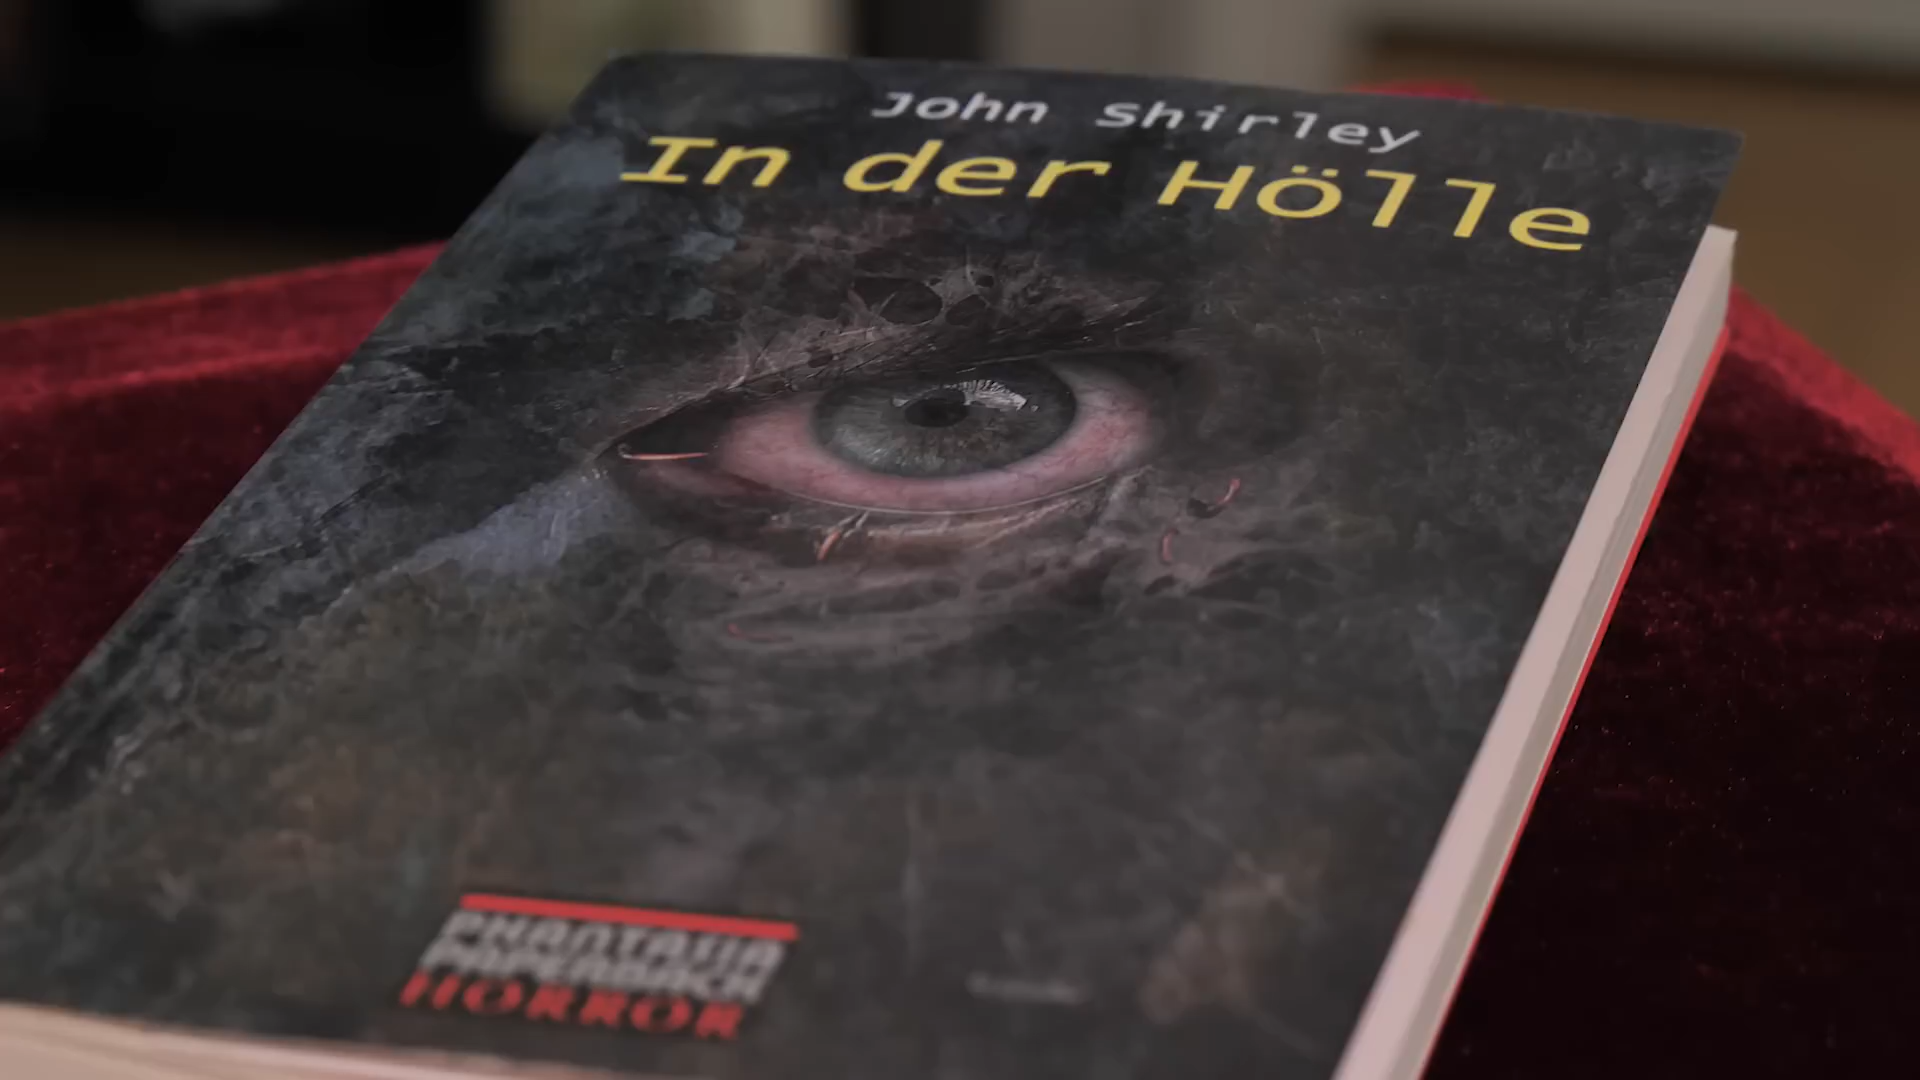 John Shirley
In der Hölle
PHANTASIA
PAPERBACK
HORROR